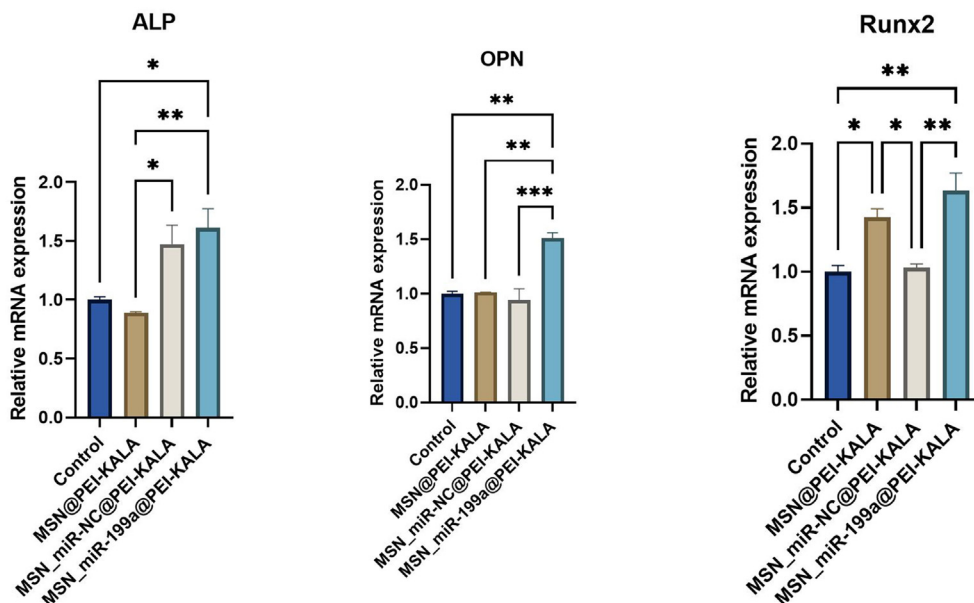 ALP
*
**
*
Relative mRNA expression
2.0
1.5
1.0
0.5
0.0
Control
MSN@PEI-KALA
MSN_miR-NC@PEI-KALA
MSN_miR-199a@PEI-KALA
OPN
**
**
***
Relative mRNA expression
2.0
1.5
1.0
0.5
0.0
Control
MSN@PEI-KALA
MSN_miR-NC@PEI-KALA
MSN_miR-199a@PEI-KALA
Runx2
**
* * **
Relative mRNA expression
2.0
1.5
1.0
0.5
0.0
Control
MSN@PEI-KALA
MSN_miR-NC@PEI-KALA
MSN_miR-199a@PEI-KALA